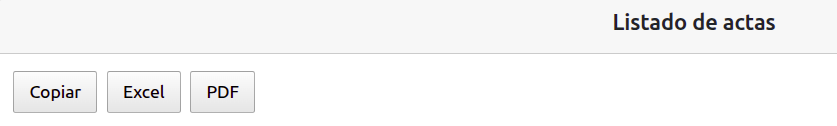 Listado de actas
Copiar Excel PDF